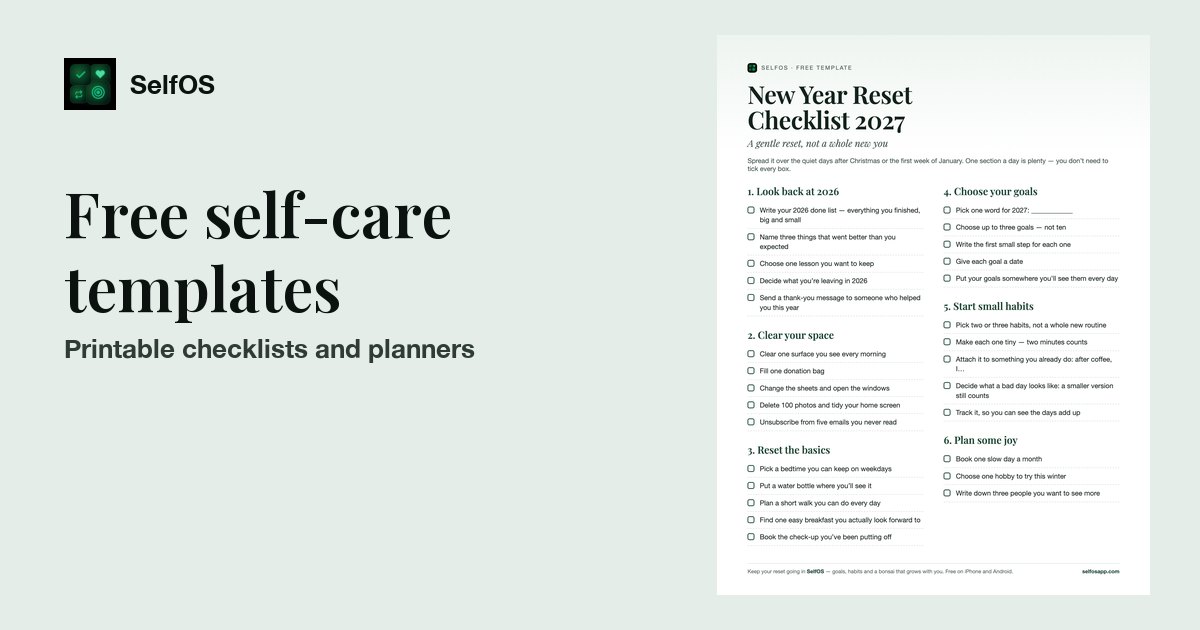 SelfOS
Free self-care
templates
Printable checklists and planners
SELFOS · FREE TEMPLATE
New Year Reset
Checklist 2027
A gentle reset, not a whole new you
Spread it over the quiet days after Christmas or the first week of January. One section a day is plenty — you don't need to
tick every box.
1. Look back at 2026
Write your 2026 done list — everything you finished,
big and small
Name three things that went better than you
expected
Choose one lesson you want to keep
Decide what you're leaving in 2026
Send a thank-you message to someone who helped
you this year
2. Clear your space
Clear one surface you see every morning
Fill one donation bag
Change the sheets and open the windows
Delete 100 photos and tidy your home screen
Unsubscribe from five emails you never read
3. Reset the basics
Pick a bedtime you can keep on weekdays
Put a water bottle where you'll see it
Plan a short walk you can do every day
Find one easy breakfast you actually look forward to
Book the check-up you've been putting off
4. Choose your goals
Pick one word for 2027: ____________
Choose up to three goals — not ten
Write the first small step for each one
Give each goal a date
Put your goals somewhere you'll see them every day
5. Start small habits
Pick two or three habits, not a whole new routine
Make each one tiny — two minutes counts
Attach it to something you already do: after coffee,
I…
Decide what a bad day looks like: a smaller version
still counts
Track it, so you can see the days add up
6. Plan some joy
Book one slow day a month
Choose one hobby to try this winter
Write down three people you want to see more
Keep your reset going in SelfOS — goals, habits and a bonsai that grows with you. Free on iPhone and Android.
selfosapp.com